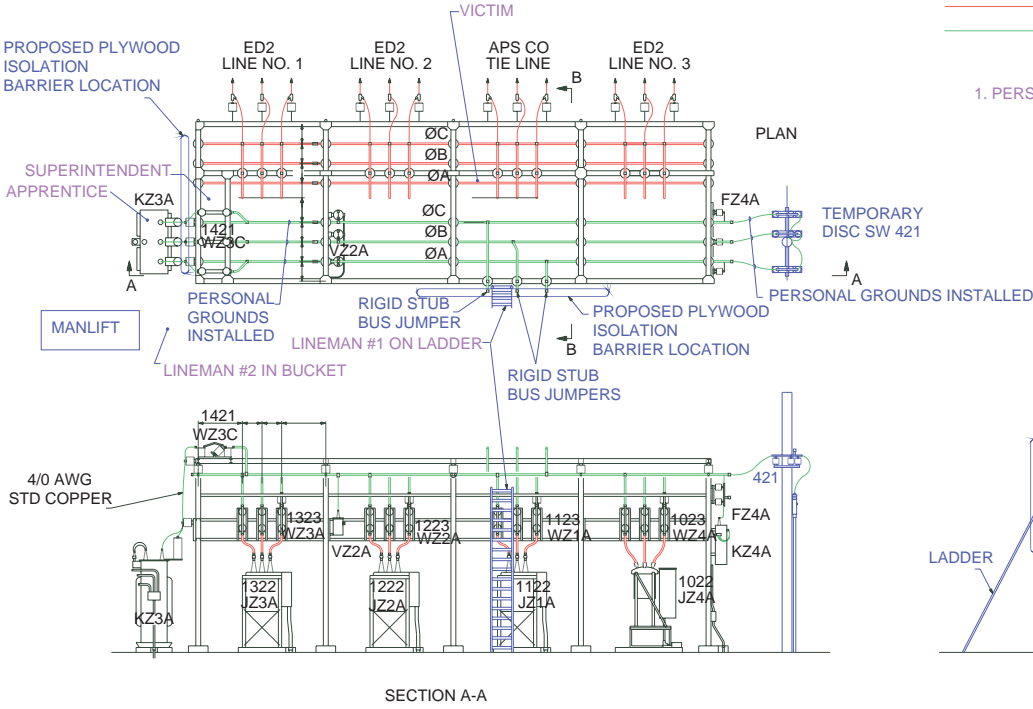 VICTIM
PROPOSED PLYWOOD
ISOLATION
BARRIER LOCATION
ED2
LINE NO. 1
ED2
LINE NO. 2
APS CO
TIE LINE
ED2
LINE NO. 3
B
1. PERS
PLAN
ØC
ØB
ØA
SUPERINTENDENT
APPRENTICE
KZ3A
1421
WZ3C
VZ2A
ØC
ØB
ØA
FZ4A
TEMPORARY
DISC SW 421
A
A
PERSONAL
GROUNDS
INSTALLED
RIGID STUB
BUS JUMPER
PROPOSED PLYWOOD
ISOLATION
BARRIER LOCATION
PERSONAL GROUNDS INSTALLED
MANLIFT
LINEMAN #1 ON LADDER
B
LINEMAN #2 IN BUCKET
RIGID STUB
BUS JUMPERS
1421
WZ3C
4/0 AWG
STD COPPER
421
1323
WZ3A
VZ2A
1223
WZ2A
1123
WZ1A
1023
WZ4A
FZ4A
KZ4A
LADDER
KZ3A
1322
JZ3A
1222
JZ2A
1122
JZ1A
1022
JZ4A
SECTION A-A